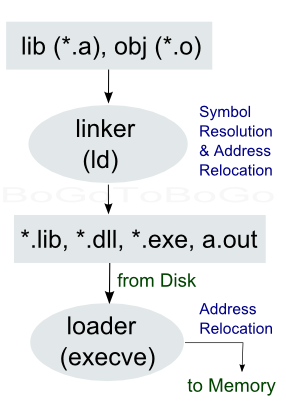 lib (*.a), obj (*.o)
linker
(ld)
Symbol
Resolution
& Address
Relocation
BoGoToBoGo
*.lib, *.dll, *.exe, a.out
from Disk
loader
(execve)
Address
Relocation
to Memory